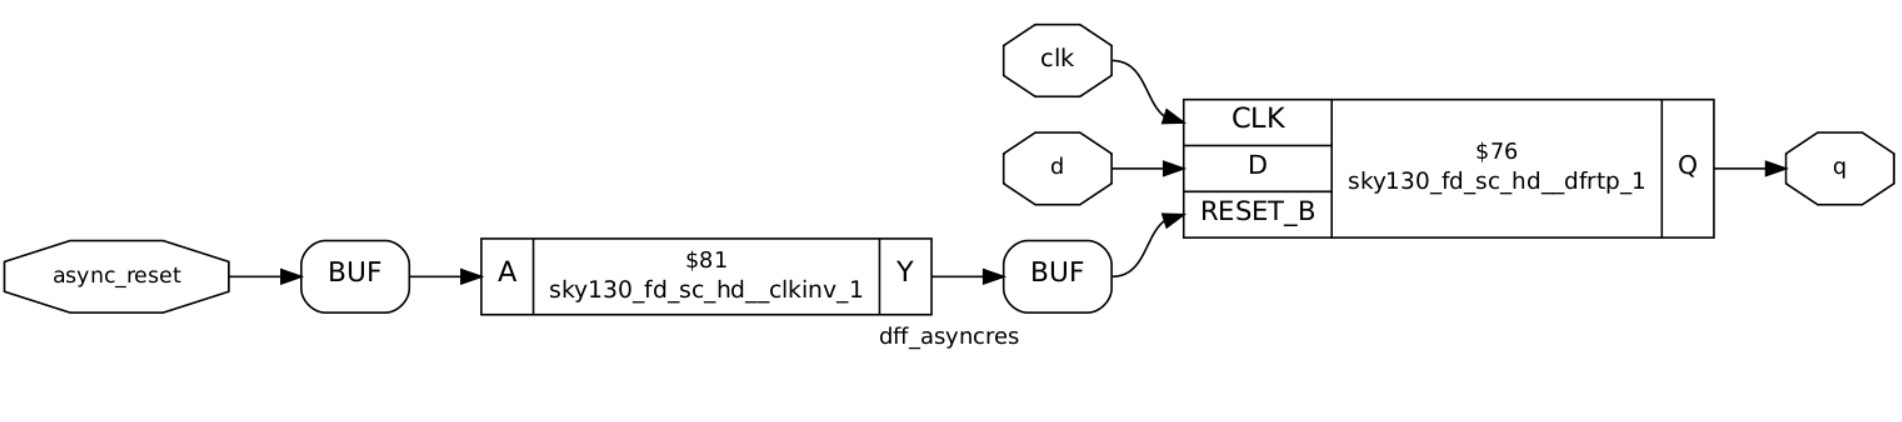 clk
CLK
d
D
$76
sky130_fd_sc_hd__dfrtp_1
Q
q
RESET_B
async_reset
BUF
A
$81
sky130_fd_sc_hd__clkinv_1
Y
BUF
dff_asyncres